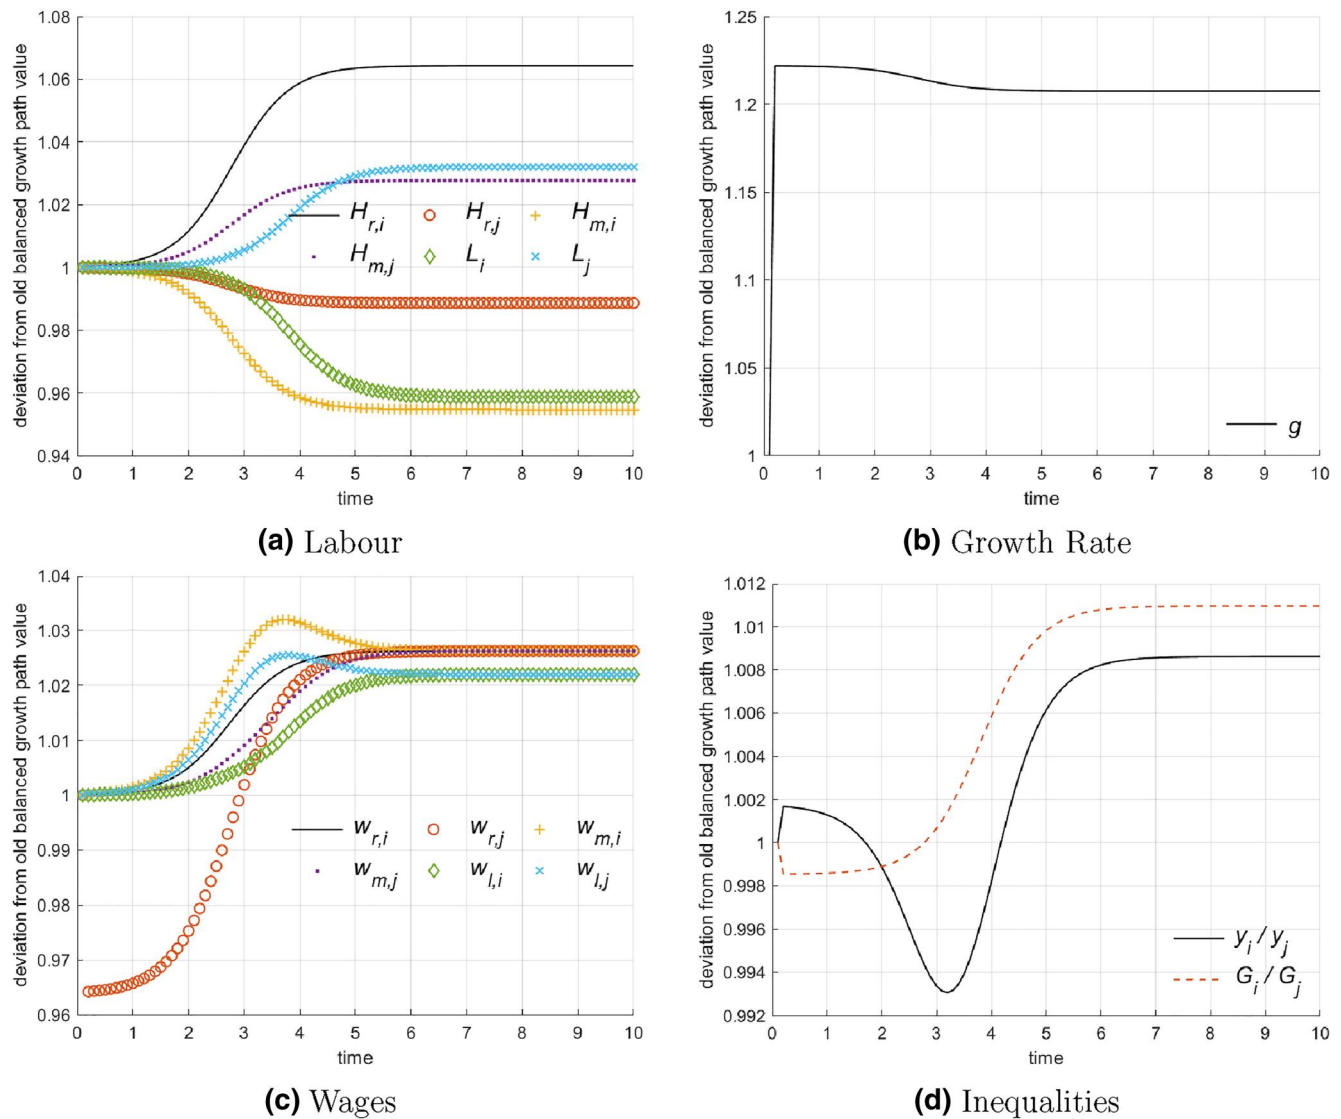 deviation from old balanced growth path value
1.08
1.06
1.04
1.02
1
0.98
0.96
0.94
0 1 2 3 4 5 6 7 8 9 10
time
H_{r,i} H_{r,j} H_{m,i}
H_{m,j} L_i L_j
(a) Labour
deviation from old balanced growth path value
1.25
1.2
1.15
1.1
1.05
1
0 1 2 3 4 5 6 7 8 9 10
time
g
(b) Growth Rate
deviation from old balanced growth path value
1.04
1.03
1.02
1.01
1
0.99
0.98
0.97
0.96
0 1 2 3 4 5 6 7 8 9 10
time
w_{r,i} w_{r,j} w_{m,i}
w_{m,j} w_{l,i} w_{l,j}
(c) Wages
deviation from old balanced growth path value
1.012
1.01
1.008
1.006
1.004
1.002
1
0.998
0.996
0.994
0.992
0 1 2 3 4 5 6 7 8 9 10
time
y_i / y_j
G_i / G_j
(d) Inequalities